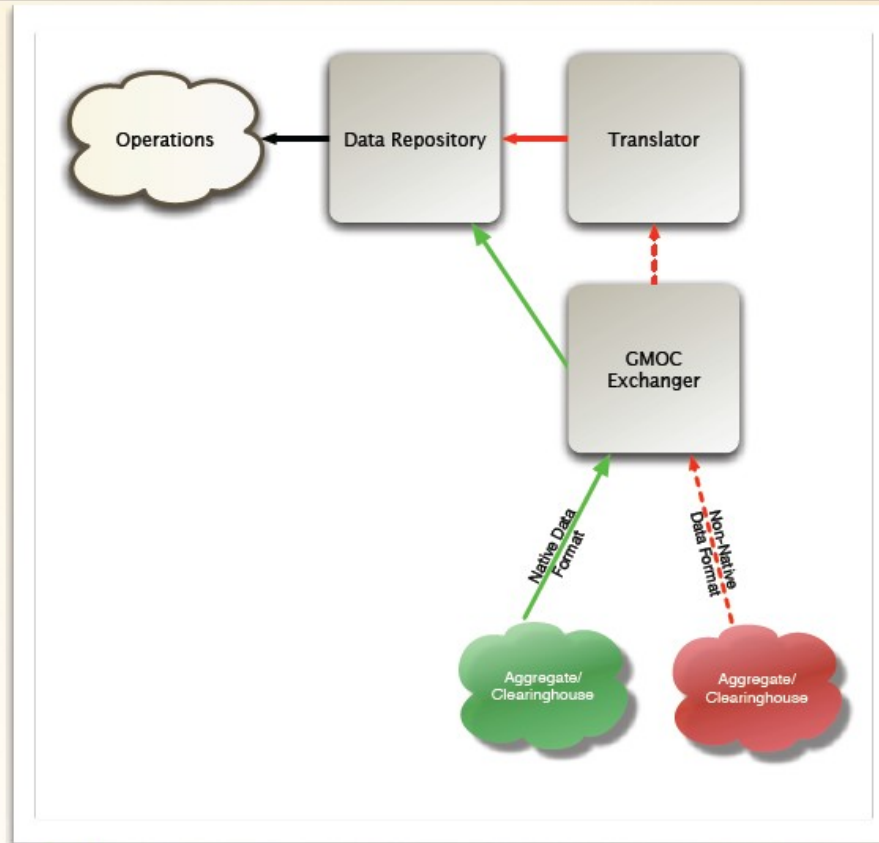 Operations
Data Repository
Translator
GMOC
Exchanger
Native Data
Format
Non-Native
Data Format
Aggregate/
Clearinghouse
Aggregate/
Clearinghouse